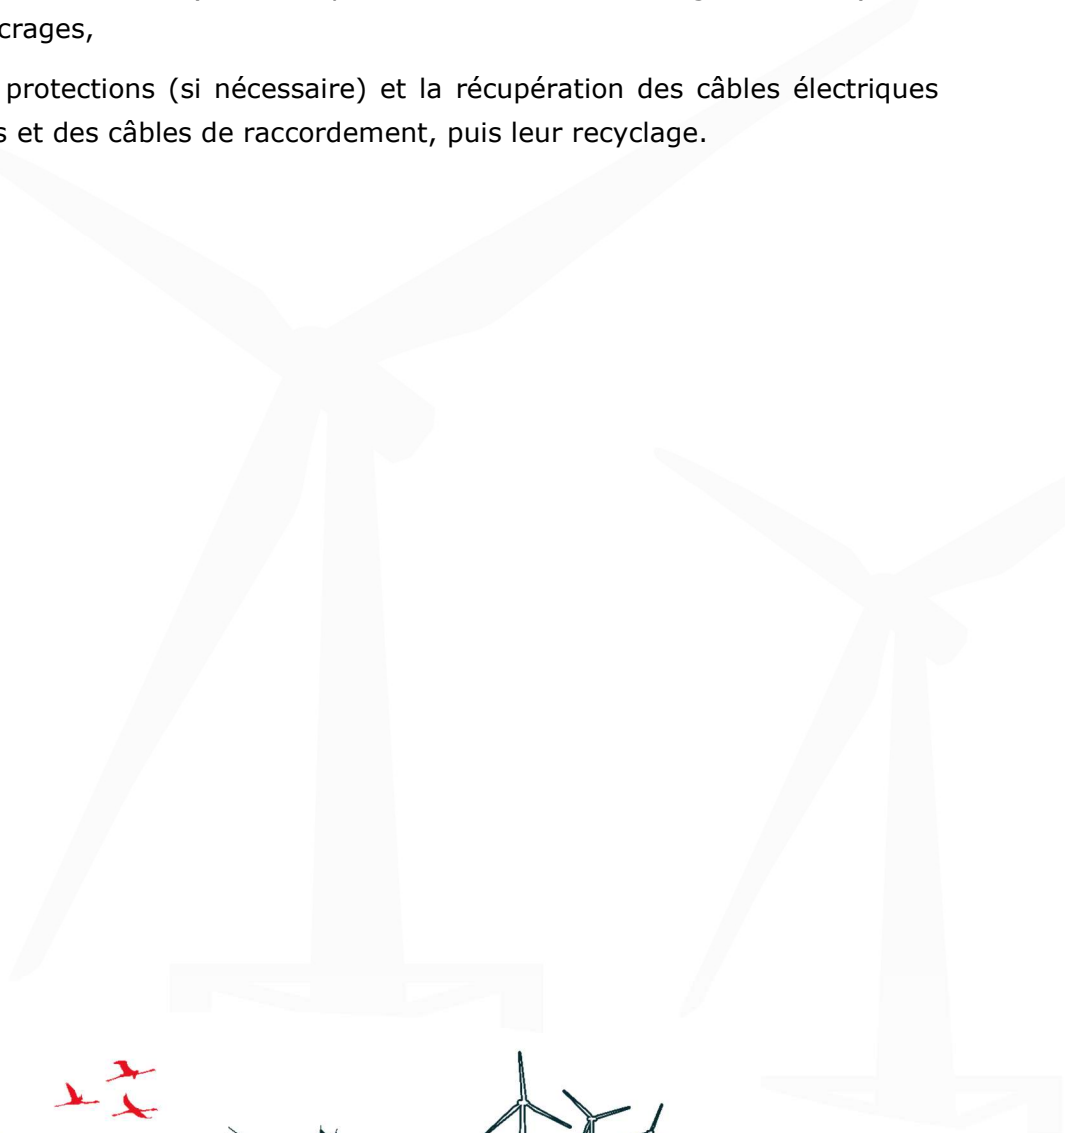 crages,
protections (si nécessaire) et la récupération des câbles électriques
s et des câbles de raccordement, puis leur recyclage.